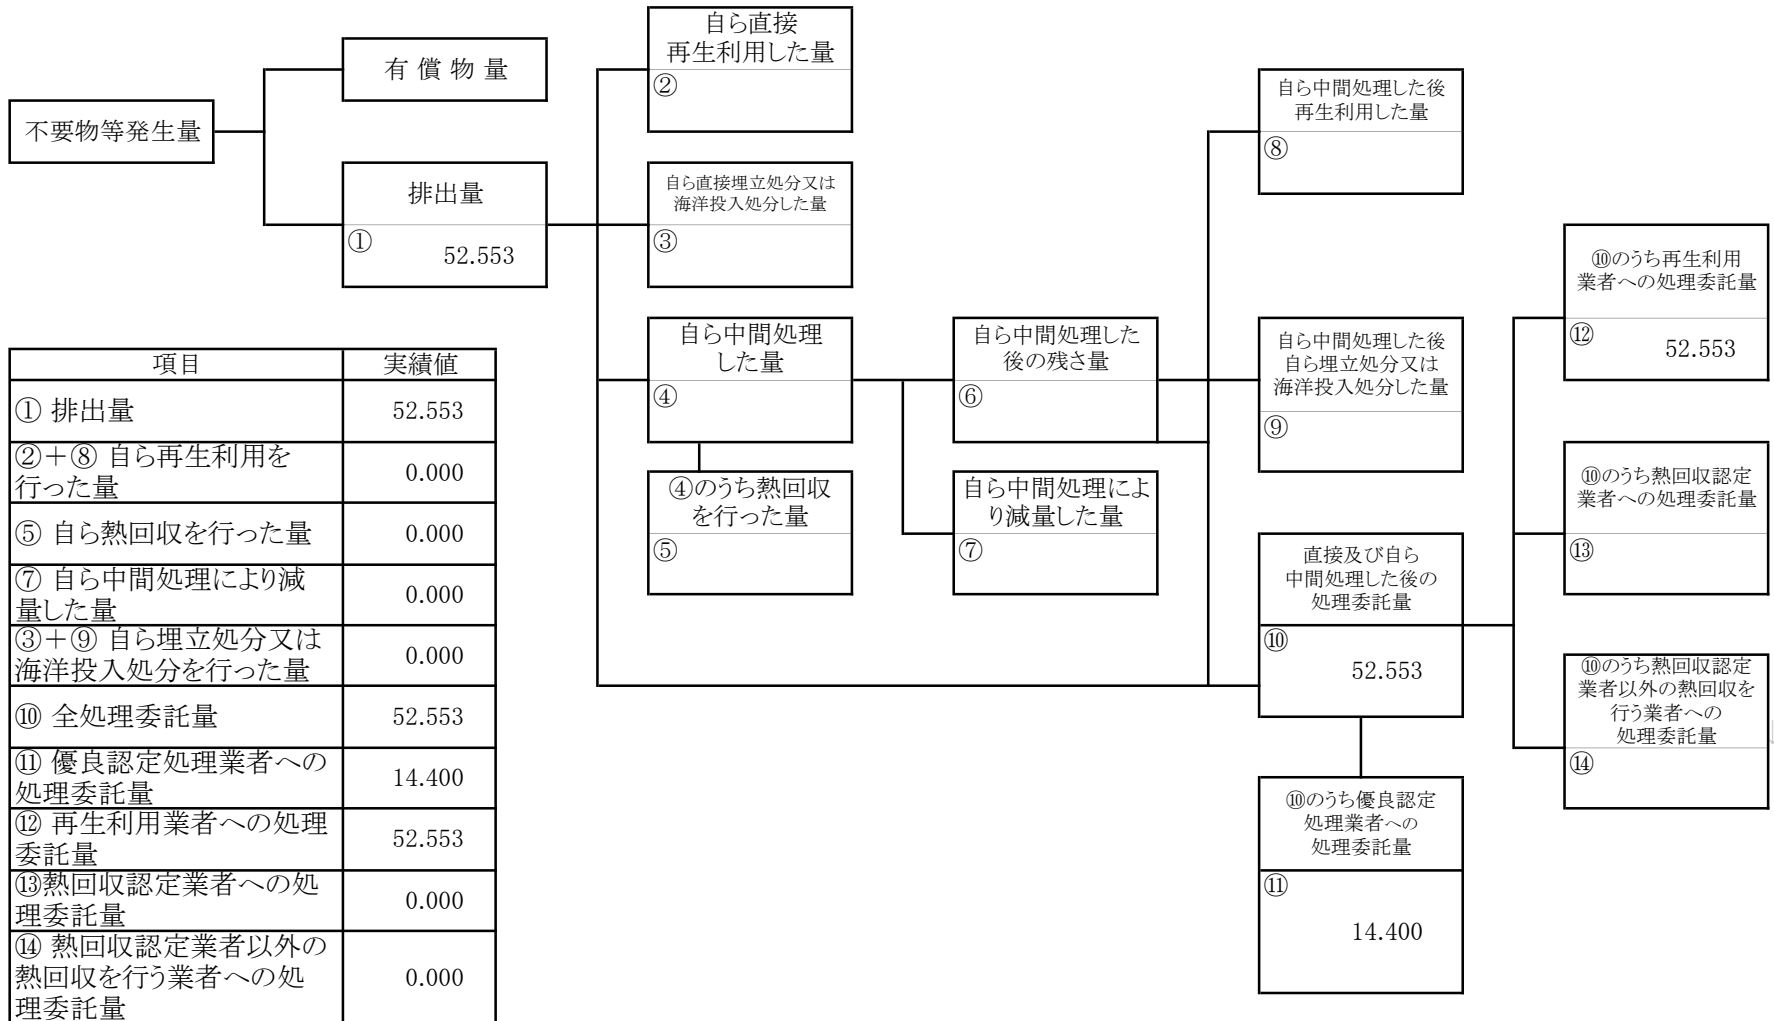 不要物等発生量
有償物量
排出量
①
52.553
自ら直接
再生利用した量
②
自ら直接埋立処分又は
海洋投入処分した量
③
自ら中間処理
した量
④
④のうち熱回収
を行った量
⑤
自ら中間処理した
後の残さ量
⑥
自ら中間処理によ
り減量した量
⑦
自ら中間処理した後
再生利用した量
⑧
自ら中間処理した後
自ら埋立処分又は
海洋投入処分した量
⑨
直接及び自ら
中間処理した後の
処理委託量
⑩
52.553
⑩のうち優良認定
処理業者への
処理委託量
⑪
14.400
⑩のうち再生利用
業者への処理委託量
⑫
52.553
⑩のうち熱回収認定
業者への処理委託量
⑬
⑩のうち熱回収認定
業者以外の熱回収を
行う業者への
処理委託量
⑭
項目 実績値
① 排出量 52.553
②＋⑧ 自ら再生利用を
行った量 0.000
⑤ 自ら熱回収を行った量 0.000
⑦ 自ら中間処理により減
量した量 0.000
③＋⑨ 自ら埋立処分又は
海洋投入処分を行った量 0.000
⑩ 全処理委託量 52.553
⑪ 優良認定処理業者への
処理委託量 14.400
⑫ 再生利用業者への処理
委託量 52.553
⑬熱回収認定業者への処
理委託量 0.000
⑭ 熱回収認定業者以外の
熱回収を行う業者への処
理委託量 0.000